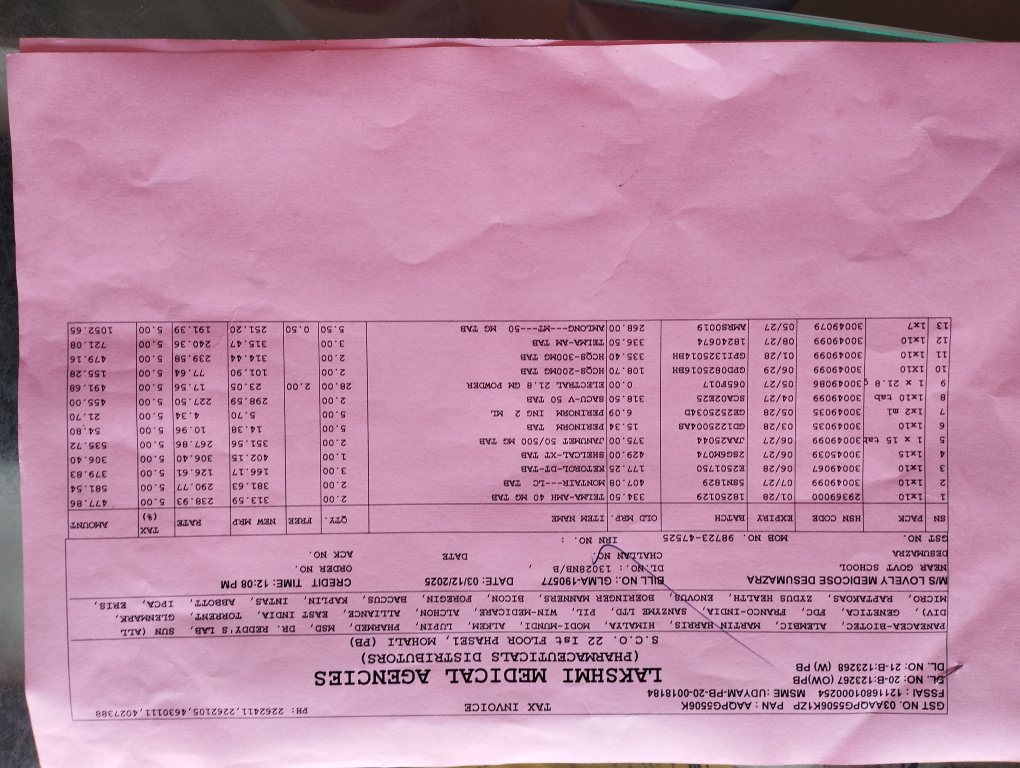 GST NO. 03AAQPG5506K1ZP PAN : AAQPG5506K TAX INVOICE PH: 2262411,2262105,4630111,4027388
FSSAI : 12116801000254 MSME: UDYAM-PB-20-0018184
DL. NO: 20-B:123267 (OW)PB LAKSHMI MEDICAL AGENCIES
DL. NO: 21-B:123268 (W) PB (PHARMACEUTICALS DISTRIBUTORS)
S.C.O. 22 1st FLOOR PHASE1, MOHALI (PB)
PANACEA-BIOTEC, ALEMBIC, MARTIN HARRIS, HIMALYA, MODI-MUNDI, ALKEM, LUPIN, PHARMED, MSD, DR. REDDY'S LAB, SUN (ALL
DIV), GENETICA, FDC, FRANCO-INDIA, SANZYME LTD, PIL, WIN-MEDICARE, ALCHON, ALLIANCE, EAST INDIA, TORRENT, GLENMARK,
MICRO, RAPTAKOAS, ZYDUS HEALTH, ENOVUS, BOERINGER MANNERS, BICON, FOREGIN, BACCUS, KAPLIN, INTAS, ABBOTT, IPCA, ERIS,
M/S LOVELY MEDICOSE DESUMAZRA BILL NO.: GLMA-190577 DATE: 03/12/2025 CREDIT TIME: 12:08 PM
NEAR GOVT SCHOOL DL.NO.: 13028NB/B , ORDER NO.
DESUMAZRA CHALLAN NO. DATE ACK NO.
GST NO. MOB NO. 98723-47525 IRN NO. :
SN PACK HSN CODE EXPIRY BATCH OLD MRP. ITEM NAME QTY. FREE NEW MRP RATE TAX (%) AMOUNT
1 1x10 29369000 01/28 18250129 334.50 TELMA-AMH 40 MG TAB 2.00 313.59 238.93 5.00 477.86
2 1x10 30049099 07/27 5SN1B29 407.08 MONTAIR---LC TAB 2.00 381.63 290.77 5.00 581.54
3 1x10 30049067 06/28 E2501750 177.25 KETOROL-DT-TAB 3.00 166.17 126.61 5.00 379.83
4 1x15 30045039 06/27 2SG6N074 429.00 SHELCAL-XT TAB 1.00 402.15 306.40 5.00 306.40
5 1 x 15 tab 30049099 06/27 JAA25044 375.00 JANUMET 50/500 MG TAB 2.00 351.56 267.86 5.00 535.72
6 1x10 30049035 03/28 GD12250BA00B 15.34 PERINORM TAB 5.00 14.38 10.96 5.00 54.80
7 1x2 ml 30049035 05/28 GE22325034D 6.09 PERINORM ING 2 ML 5.00 5.70 4.34 5.00 21.70
8 1x10 tab 30049099 04/27 SCA02E25 318.50 SACU-V 50 TAB 2.00 298.59 227.50 5.00 455.00
9 1 x 21.8 g 30049086 05/27 065P017 0.00 ELECTRAL 21.8 GM POWDER 28.00 2.00 23.05 17.56 5.00 491.68
10 1x10 30049099 06/29 GPD0825016BH 108.70 HCQS-200MG TAB 2.00 101.90 77.64 5.00 155.28
11 1x10 30049099 01/28 GPI1325016BH 335.40 HCQS-300MG TAB 2.00 314.44 239.58 5.00 479.16
12 1x10 30049099 08/27 18240674 336.50 TELMA-AM TAB 3.00 315.47 240.36 5.00 721.08
13 1x7 30049079 05/27 AMRS0019 268.00 AMLONG---MT---50 MG TAB 5.50 0.50 251.20 191.39 5.00 1052.65